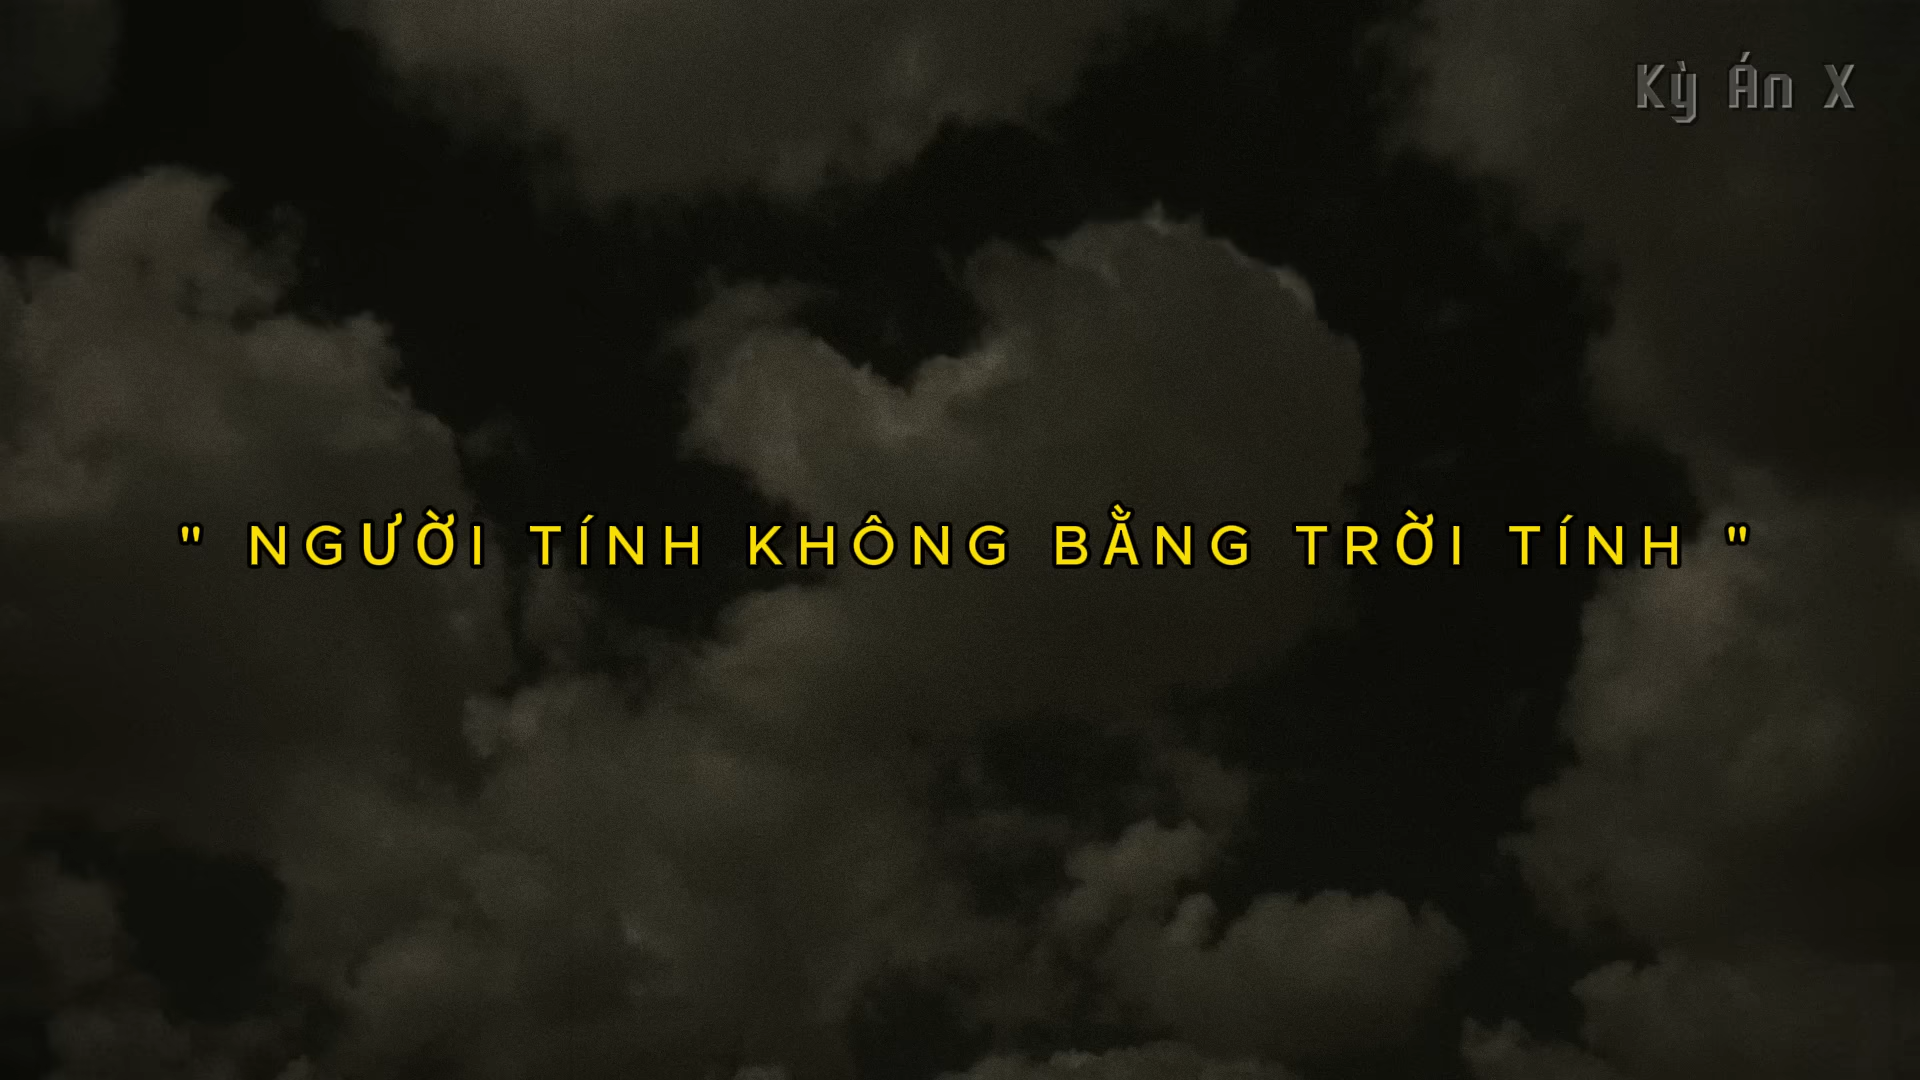 Kỳ Án X
" NGƯỜI TÍNH KHÔNG BẰNG TRỜI TÍNH "